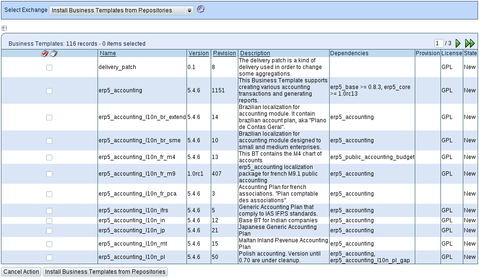 Select Exchange: Install Business Templates from Repositories
Business Templates: 116 records - 0 items selected
1 / 3
Name Version Revision Description Dependencies Provision License State
delivery_patch 0.1 8 The delivery patch is a kind of delivery used in order to change some aggregations. GPL New
erp5_accounting 5.4.6 1151 This Business Template supports creating various accounting transactions and generating reports. erp5_base >= 0.8.3, erp5_core >= 1.0rc13 GPL New
erp5_accounting_l10n_br_extend 5.4.6 14 Brazilian localization for accounting module. It contain brazilian account plan, aka "Plano de Contas Geral". erp5_accounting GPL New
erp5_accounting_l10n_br_sme 5.4.6 10 Brazilian localization for accounting module designed to small and medium enterprises. erp5_accounting GPL New
erp5_accounting_l10n_fr_m4 5.4.6 13 This BT contains the M4 chart of accounts erp5_public_accounting_budget GPL New
erp5_accounting_l10n_fr_m9 1.0rc1 407 erp5_accounting localization package for french M9.1 public accounting erp5_accounting GPL New
erp5_accounting_l10n_fr_pca 5.4.6 3 Accounting Plan for french associations. "Plan comptable des associations". erp5_accounting New
erp5_accounting_l10n_ifrs 5.4.6 5 Generic Accounting Plan that comply to IAS IFRS standards. erp5_accounting GPL New
erp5_accounting_l10n_in 5.4.6 12 Base BT for Indian companies erp5_accounting GPL New
erp5_accounting_l10n_jp 5.4.6 21 Japanese Generic Accounting Plan erp5_accounting GPL New
erp5_accounting_l10n_mt 5.4.6 15 Maltan Inland Revenue Accounting Plan erp5_accounting GPL New
erp5_accounting_l10n_pl 5.4.6 50 Polish accounting. Version until 0.70 are under cleanup. erp5_accounting, erp5_accounting_l10n_pl_gap GPL New
Cancel Action Install Business Templates from Repositories